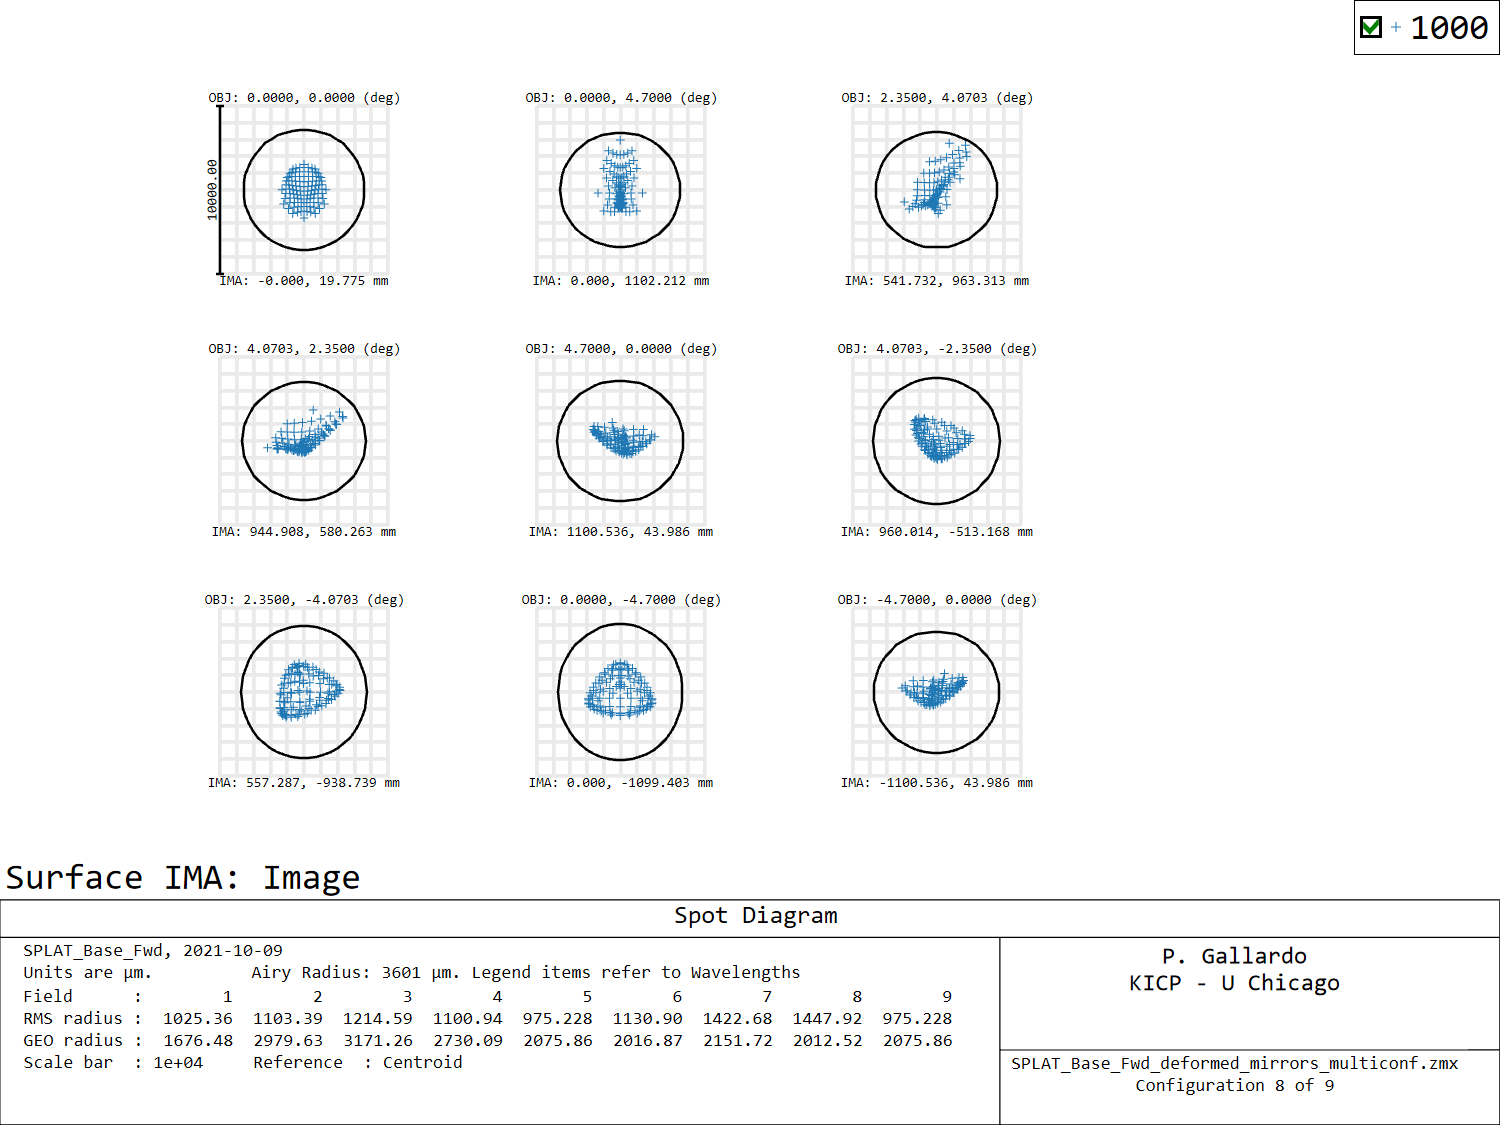 + 1000
OBJ: 0.0000, 0.0000 (deg)
OBJ: 0.0000, 4.7000 (deg)
OBJ: 2.3500, 4.0703 (deg)
10000.00
IMA: -0.000, 19.775 mm
IMA: 0.000, 1102.212 mm
IMA: 541.732, 963.313 mm
OBJ: 4.0703, 2.3500 (deg)
OBJ: 4.7000, 0.0000 (deg)
OBJ: 4.0703, -2.3500 (deg)
IMA: 944.908, 580.263 mm
IMA: 1100.536, 43.986 mm
IMA: 960.014, -513.168 mm
OBJ: 2.3500, -4.0703 (deg)
OBJ: 0.0000, -4.7000 (deg)
OBJ: -4.7000, 0.0000 (deg)
IMA: 557.287, -938.739 mm
IMA: 0.000, -1099.403 mm
IMA: -1100.536, 43.986 mm
Surface IMA: Image
Spot Diagram
SPLAT_Base_Fwd, 2021-10-09
Units are µm. Airy Radius: 3601 µm. Legend items refer to Wavelengths
Field : 1 2 3 4 5 6 7 8 9
RMS radius : 1025.36 1103.39 1214.59 1100.94 975.228 1130.90 1422.68 1447.92 975.228
GEO radius : 1676.48 2979.63 3171.26 2730.09 2075.86 2016.87 2151.72 2012.52 2075.86
Scale bar : 1e+04 Reference : Centroid
P. Gallardo
KICP - U Chicago
SPLAT_Base_Fwd_deformed_mirrors_multiconf.zmx
Configuration 8 of 9